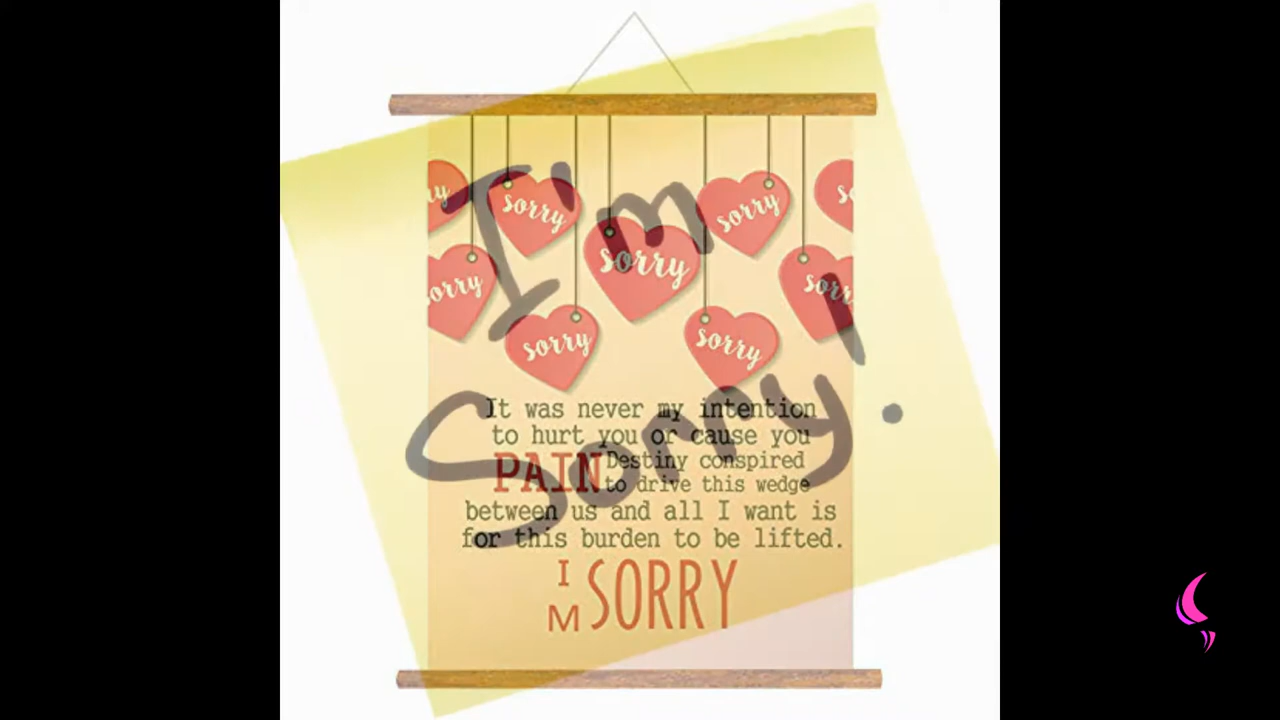 I'm
Sorry!
sorry
sorry
sorry
sorry
sorry
sorry
sorry
sorry
sorry
It was never my intention
to hurt you or cause you
PAIN Destiny conspired
to drive this wedge
between us and all I want is
for this burden to be lifted.
I M SORRY